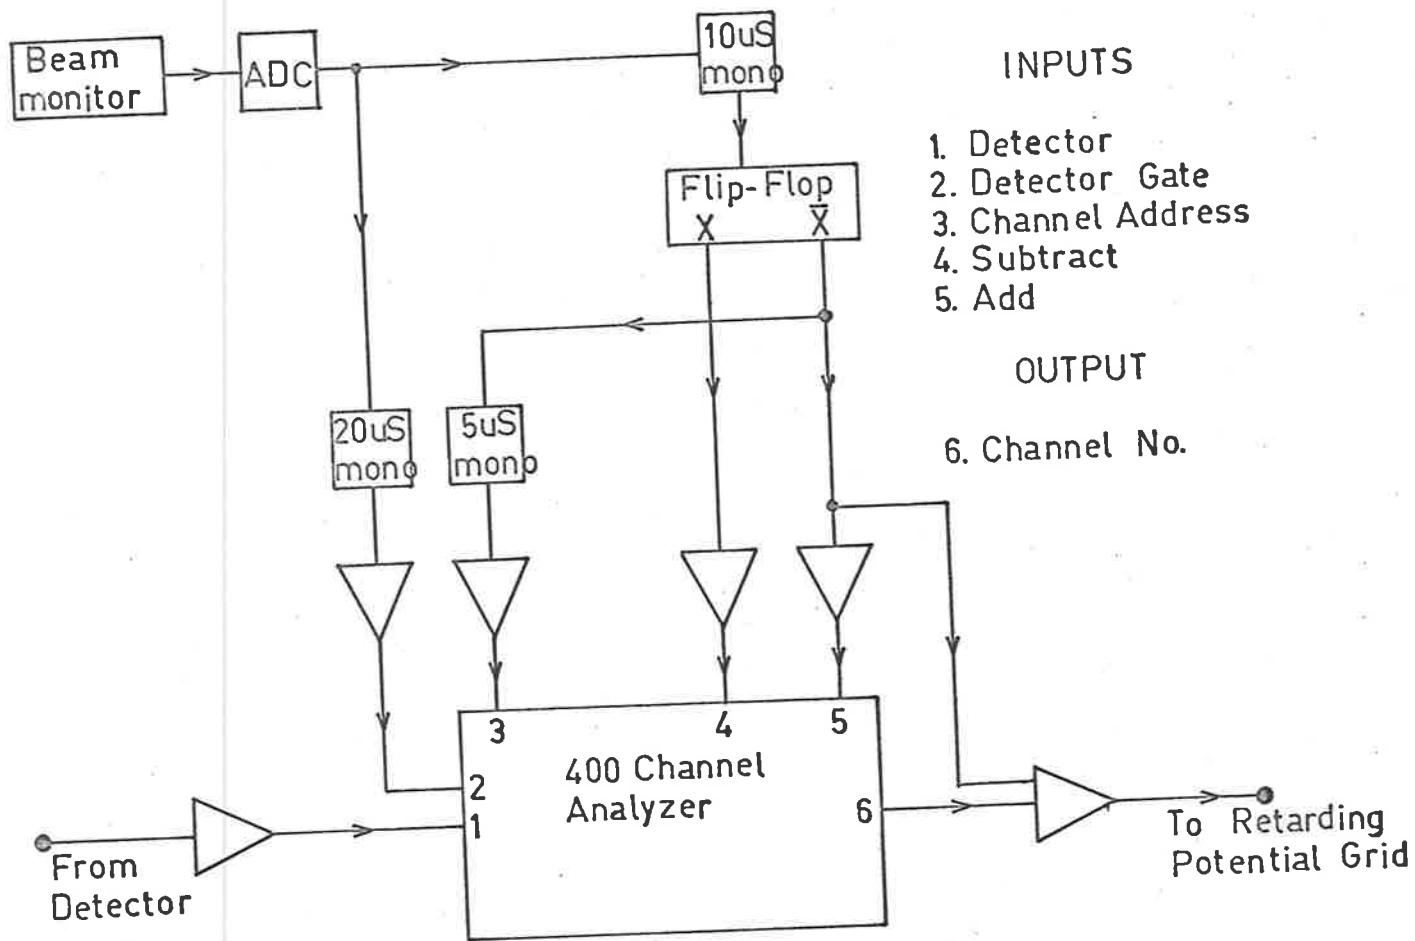 Beam
monitor
ADC
10uS
mono
Flip-Flop
X X̅
20uS
mono
5uS
mono
INPUTS
1. Detector
2. Detector Gate
3. Channel Address
4. Subtract
5. Add
OUTPUT
6. Channel No.
3 4 5
2
1
400 Channel
Analyzer
6
From
Detector
To Retarding
Potential Grid